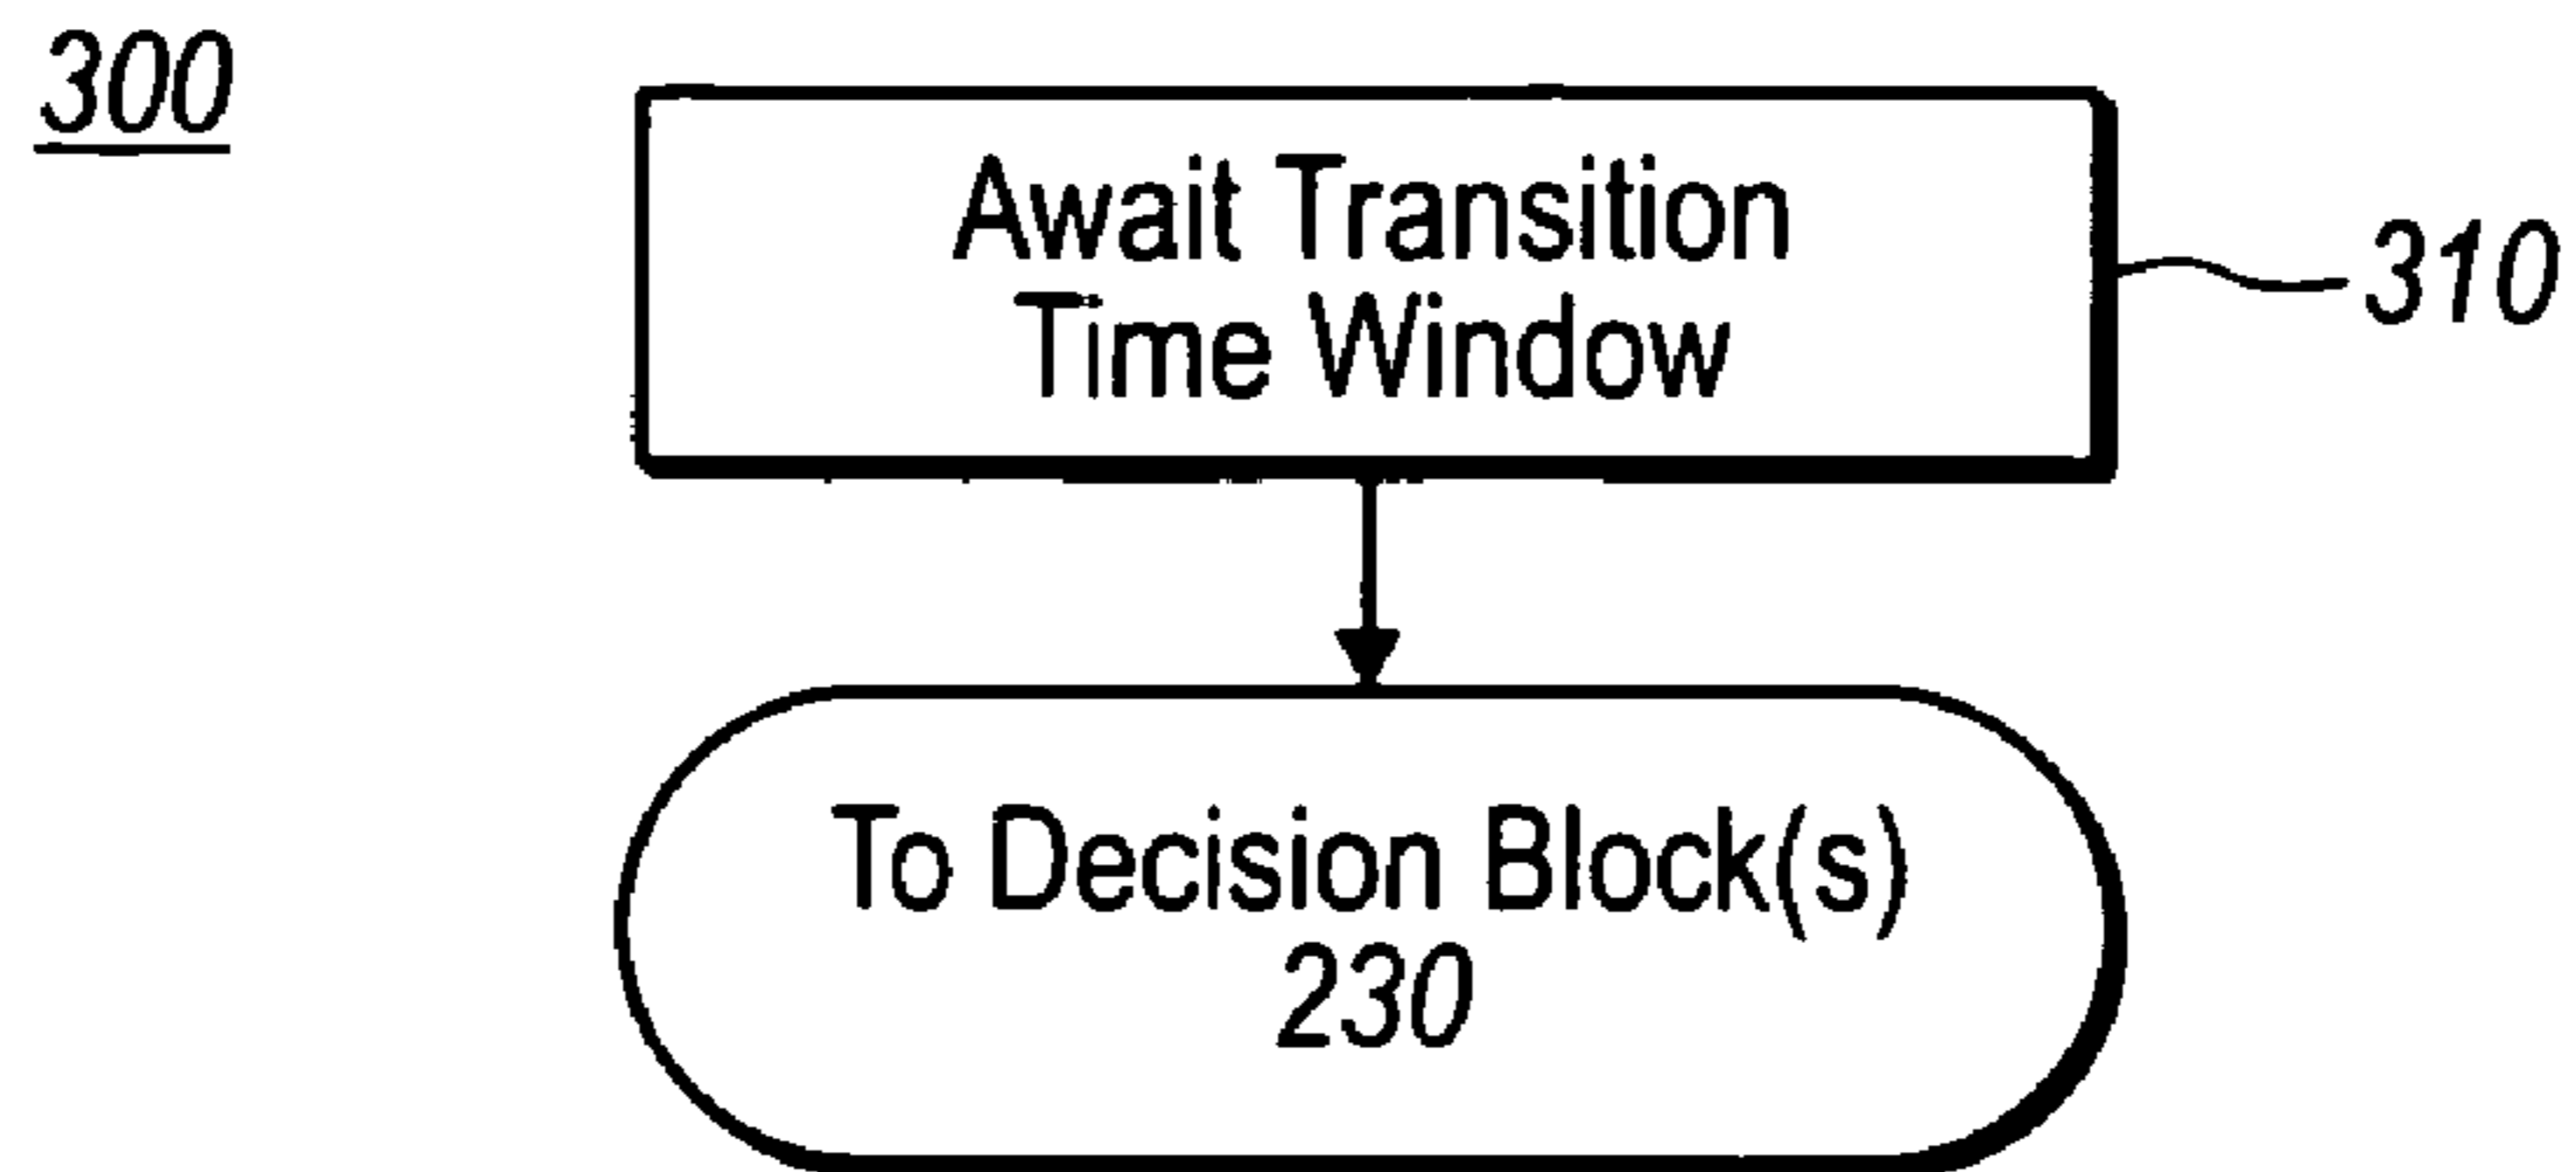 300
Await Transition
Time Window
310
To Decision Block(s)
230